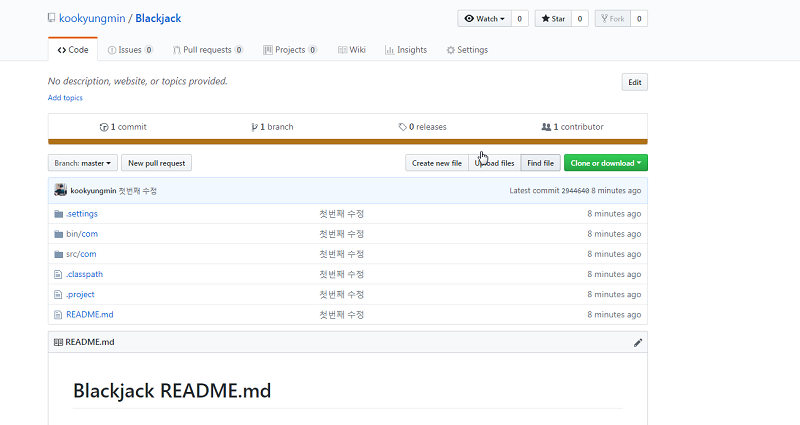 kookyungmin / Blackjack
Watch 0 Star 0 Fork 0
Code Issues 0 Pull requests 0 Projects 0 Wiki Insights Settings
No description, website, or topics provided. Edit
Add topics
1 commit 1 branch 0 releases 1 contributor
Branch: master New pull request Create new file Upload files Find file Clone or download
kookyungmin 첫번째 수정 Latest commit 2944640 8 minutes ago
.settings 첫번째 수정 8 minutes ago
bin/com 첫번째 수정 8 minutes ago
src/com 첫번째 수정 8 minutes ago
.classpath 첫번째 수정 8 minutes ago
.project 첫번째 수정 8 minutes ago
README.md 첫번째 수정 8 minutes ago
README.md
Blackjack README.md